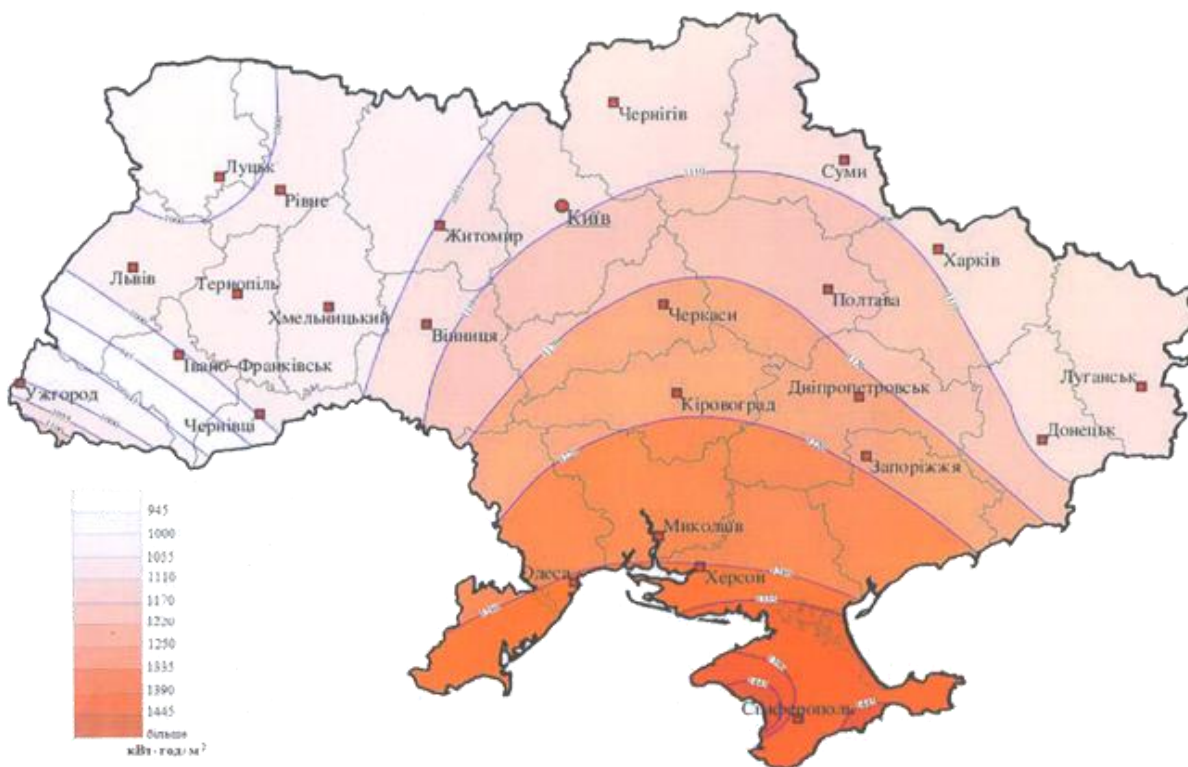 Чернігів
Суми
Луцьк
Рівне
Київ
Житомир
Харків
Львів
Тернопіль
Хмельницький
Полтава
Черкаси
Вінниця
Івано-Франківськ
Ужгород
Чернівці
Кіровоград
Дніпропетровськ
Луганськ
Донецьк
Запоріжжя
Миколаїв
Одеса
Херсон
Сімферополь
945
1000
1055
1110
1170
1220
1250
1335
1390
1445
більше
кВт·год/м²